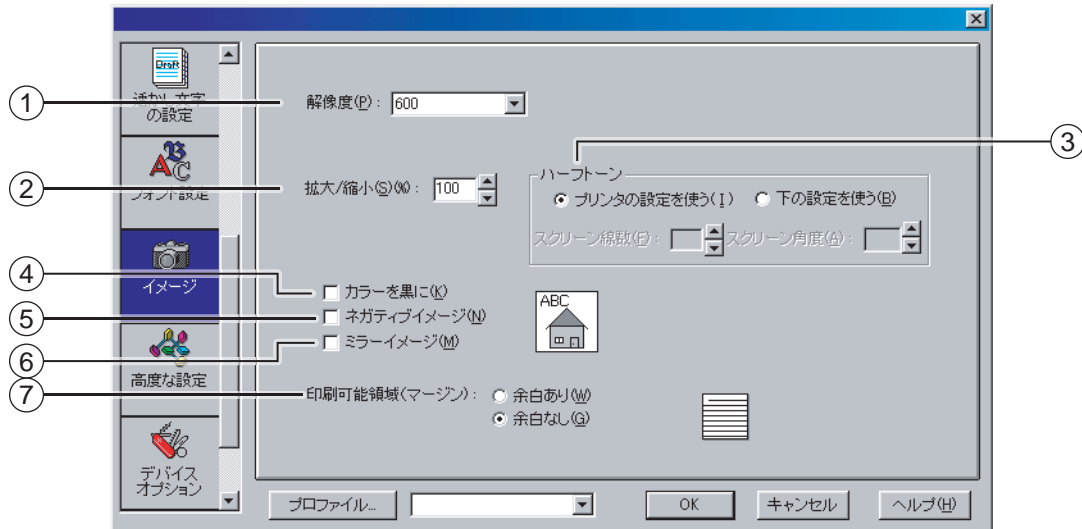 Draft
透かし文字
の設定
フォント設定
イメージ
高度な設定
デバイス
オプション
① 解像度(P): 600
② 拡大/縮小(S)(%): 100
③
ハーフトーン
プリンタの設定を使う(I) 下の設定を使う(B)
スクリーン線数(F): スクリーン角度(A):
④ カラーを黒に(K)
⑤ ネガティブイメージ(N)
⑥ ミラーイメージ(M)
ABC
⑦ 印刷可能領域(マージン): 余白あり(W)
余白なし(G)
プロファイル... OK キャンセル ヘルプ(H)